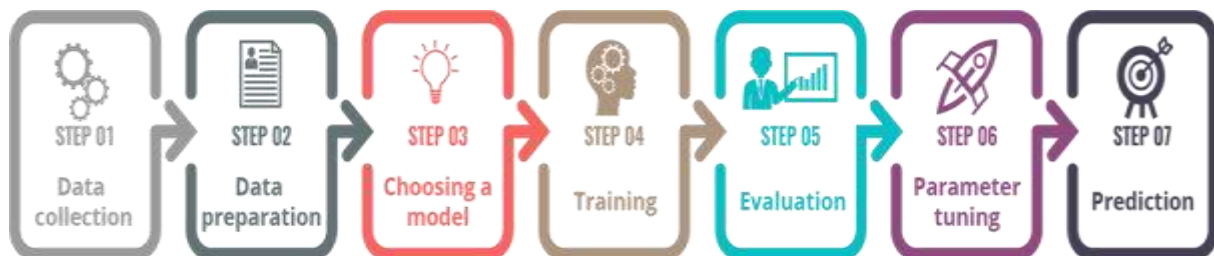 STEP 01
Data
collection
STEP 02
Data
preparation
STEP 03
Choosing a
model
STEP 04
Training
STEP 05
Evaluation
STEP 06
Parameter
tuning
STEP 07
Prediction